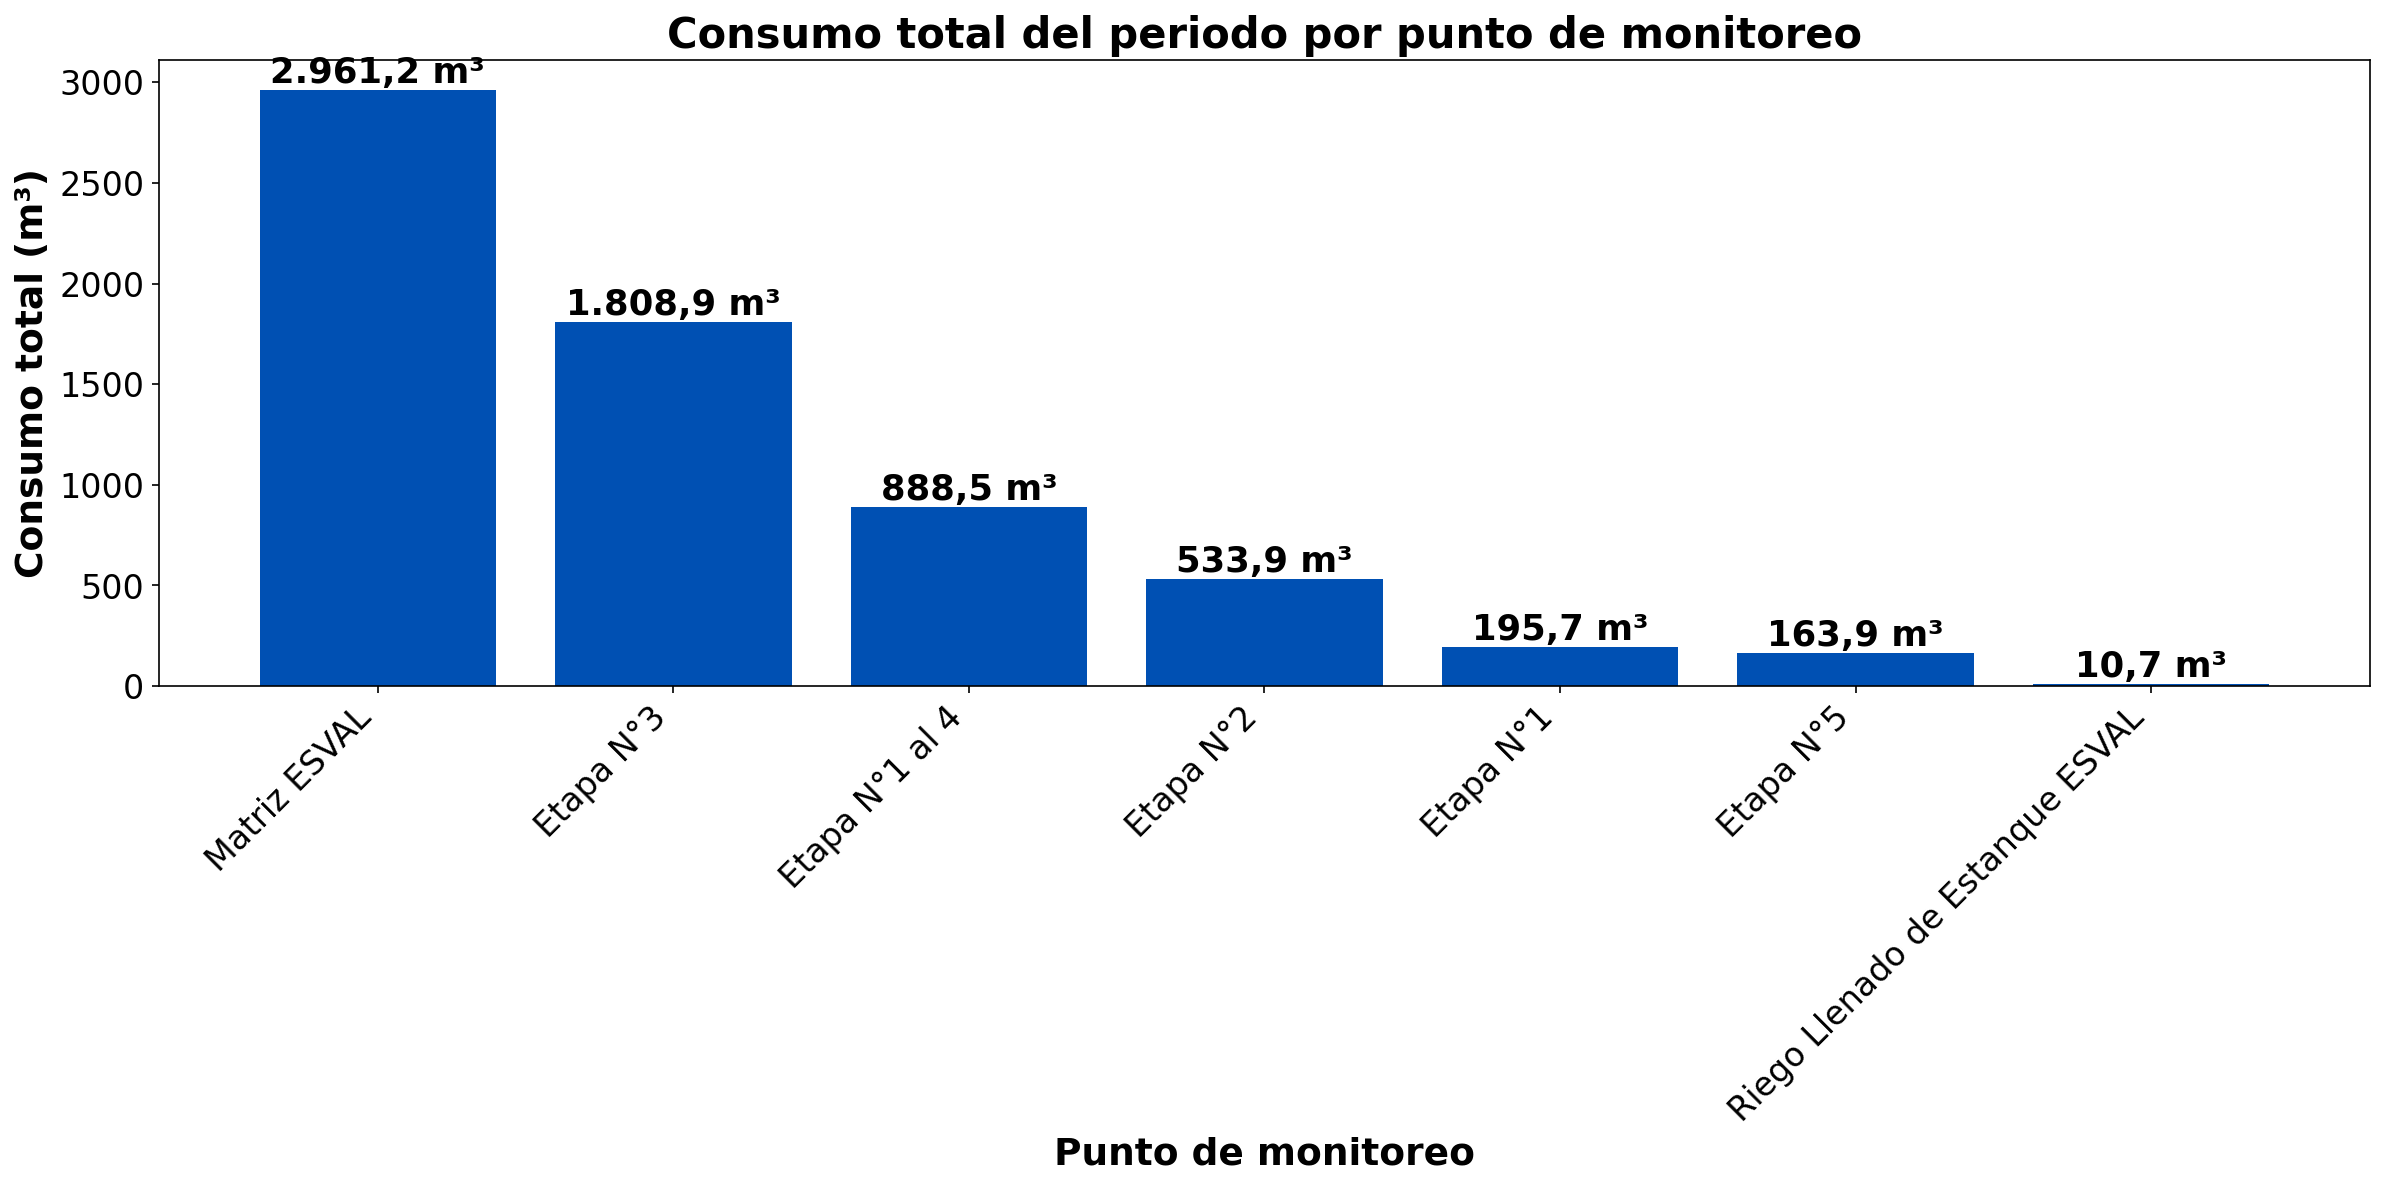 Consumo total del periodo por punto de monitoreo
Consumo total (m³)
3000
2500
2000
1500
1000
500
0
2.961,2 m³
1.808,9 m³
888,5 m³
533,9 m³
195,7 m³
163,9 m³
10,7 m³
Matriz ESVAL
Etapa N°3
Etapa N°1 al 4
Etapa N°2
Etapa N°1
Etapa N°5
Riego Llenado de Estanque ESVAL
Punto de monitoreo